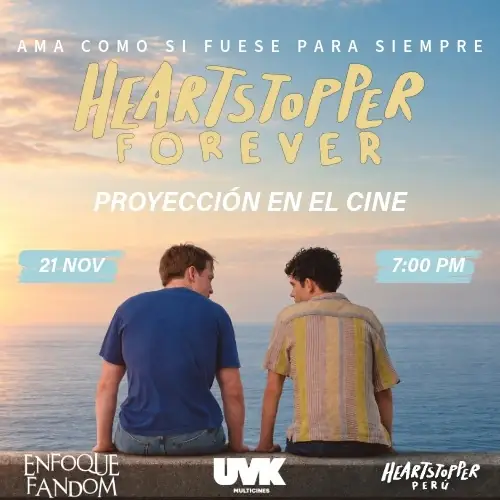 AMA COMO SI FUESE PARA SIEMPRE
HEARTSTOPPER
FOREVER
PROYECCIÓN EN EL CINE
21 NOV
7:00 PM
ENFOQUE
FANDOM
UVK
MULTICINES
HEARTSTOPPER
PERÚ